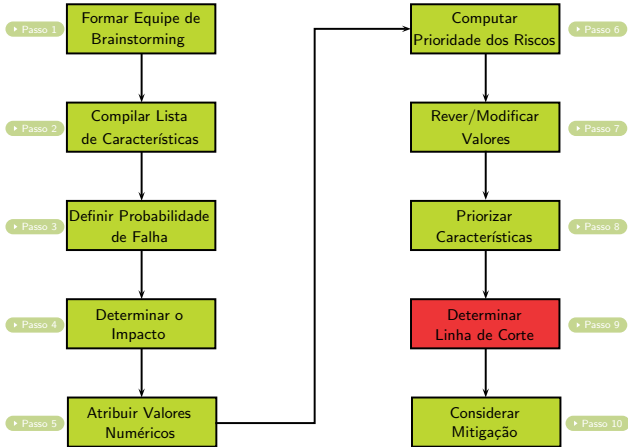 Passo 1
Formar Equipe de
Brainstorming
Passo 2
Compilar Lista
de Características
Passo 3
Definir Probabilidade
de Falha
Passo 4
Determinar o
Impacto
Passo 5
Atribuir Valores
Numéricos
Computar
Prioridade dos Riscos
Passo 6
Rever/Modificar
Valores
Passo 7
Priorizar
Características
Passo 8
Determinar
Linha de Corte
Passo 9
Considerar
Mitigação
Passo 10